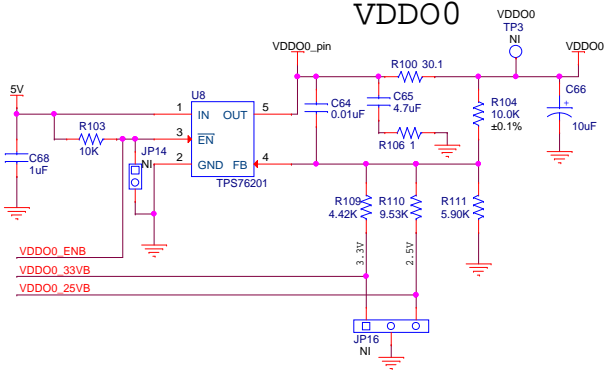 VDDO0
VDDO0_pin
VDDO0
TP3
NI
VDDO0
R100 30.1
5V
U8
1
IN
OUT
5
3
EN
2
GND
FB
4
TPS76201
R103
10K
JP14
NI
C68
1uF
C64
0.01uF
C65
4.7uF
R106 1
R104
10.0K
±0.1%
C66
+
10uF
R109
4.42K
R110
9.53K
R111
5.90K
3.3V
2.5V
VDDO0_ENB
VDDO0_33VB
VDDO0_25VB
JP16
NI